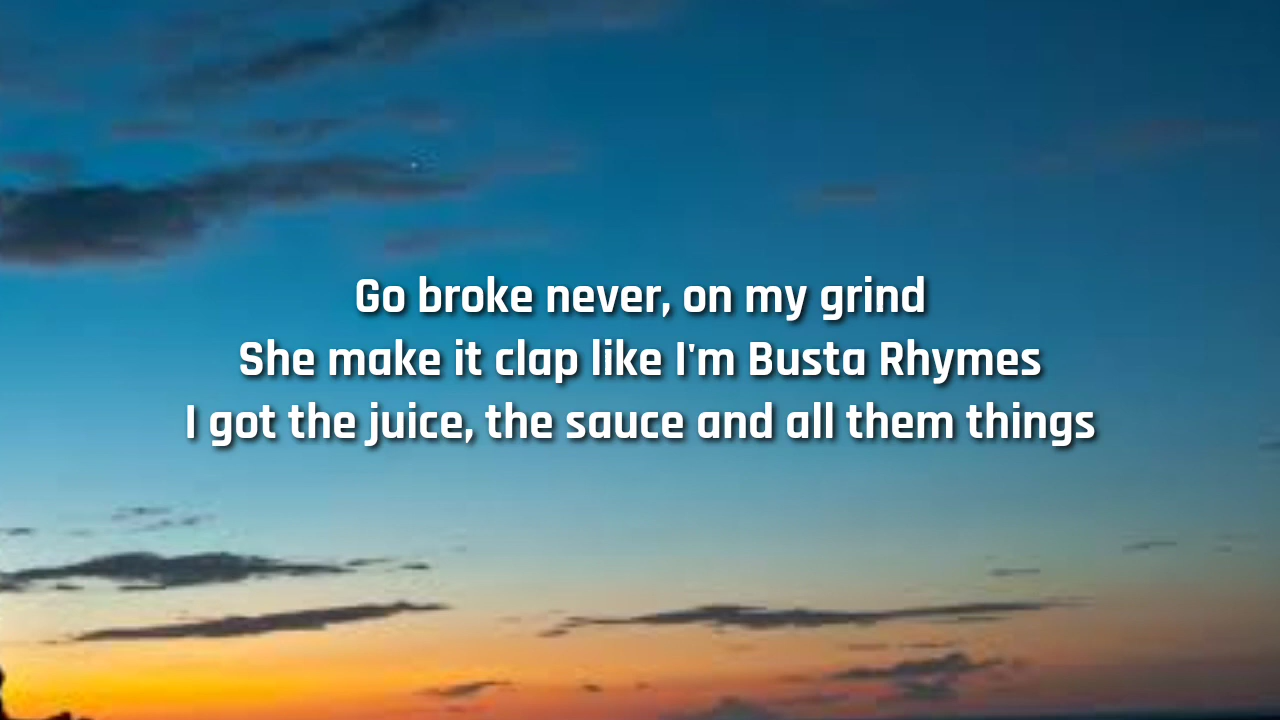 Go broke never, on my grind
She make it clap like I'm Busta Rhymes
I got the juice, the sauce and all them things